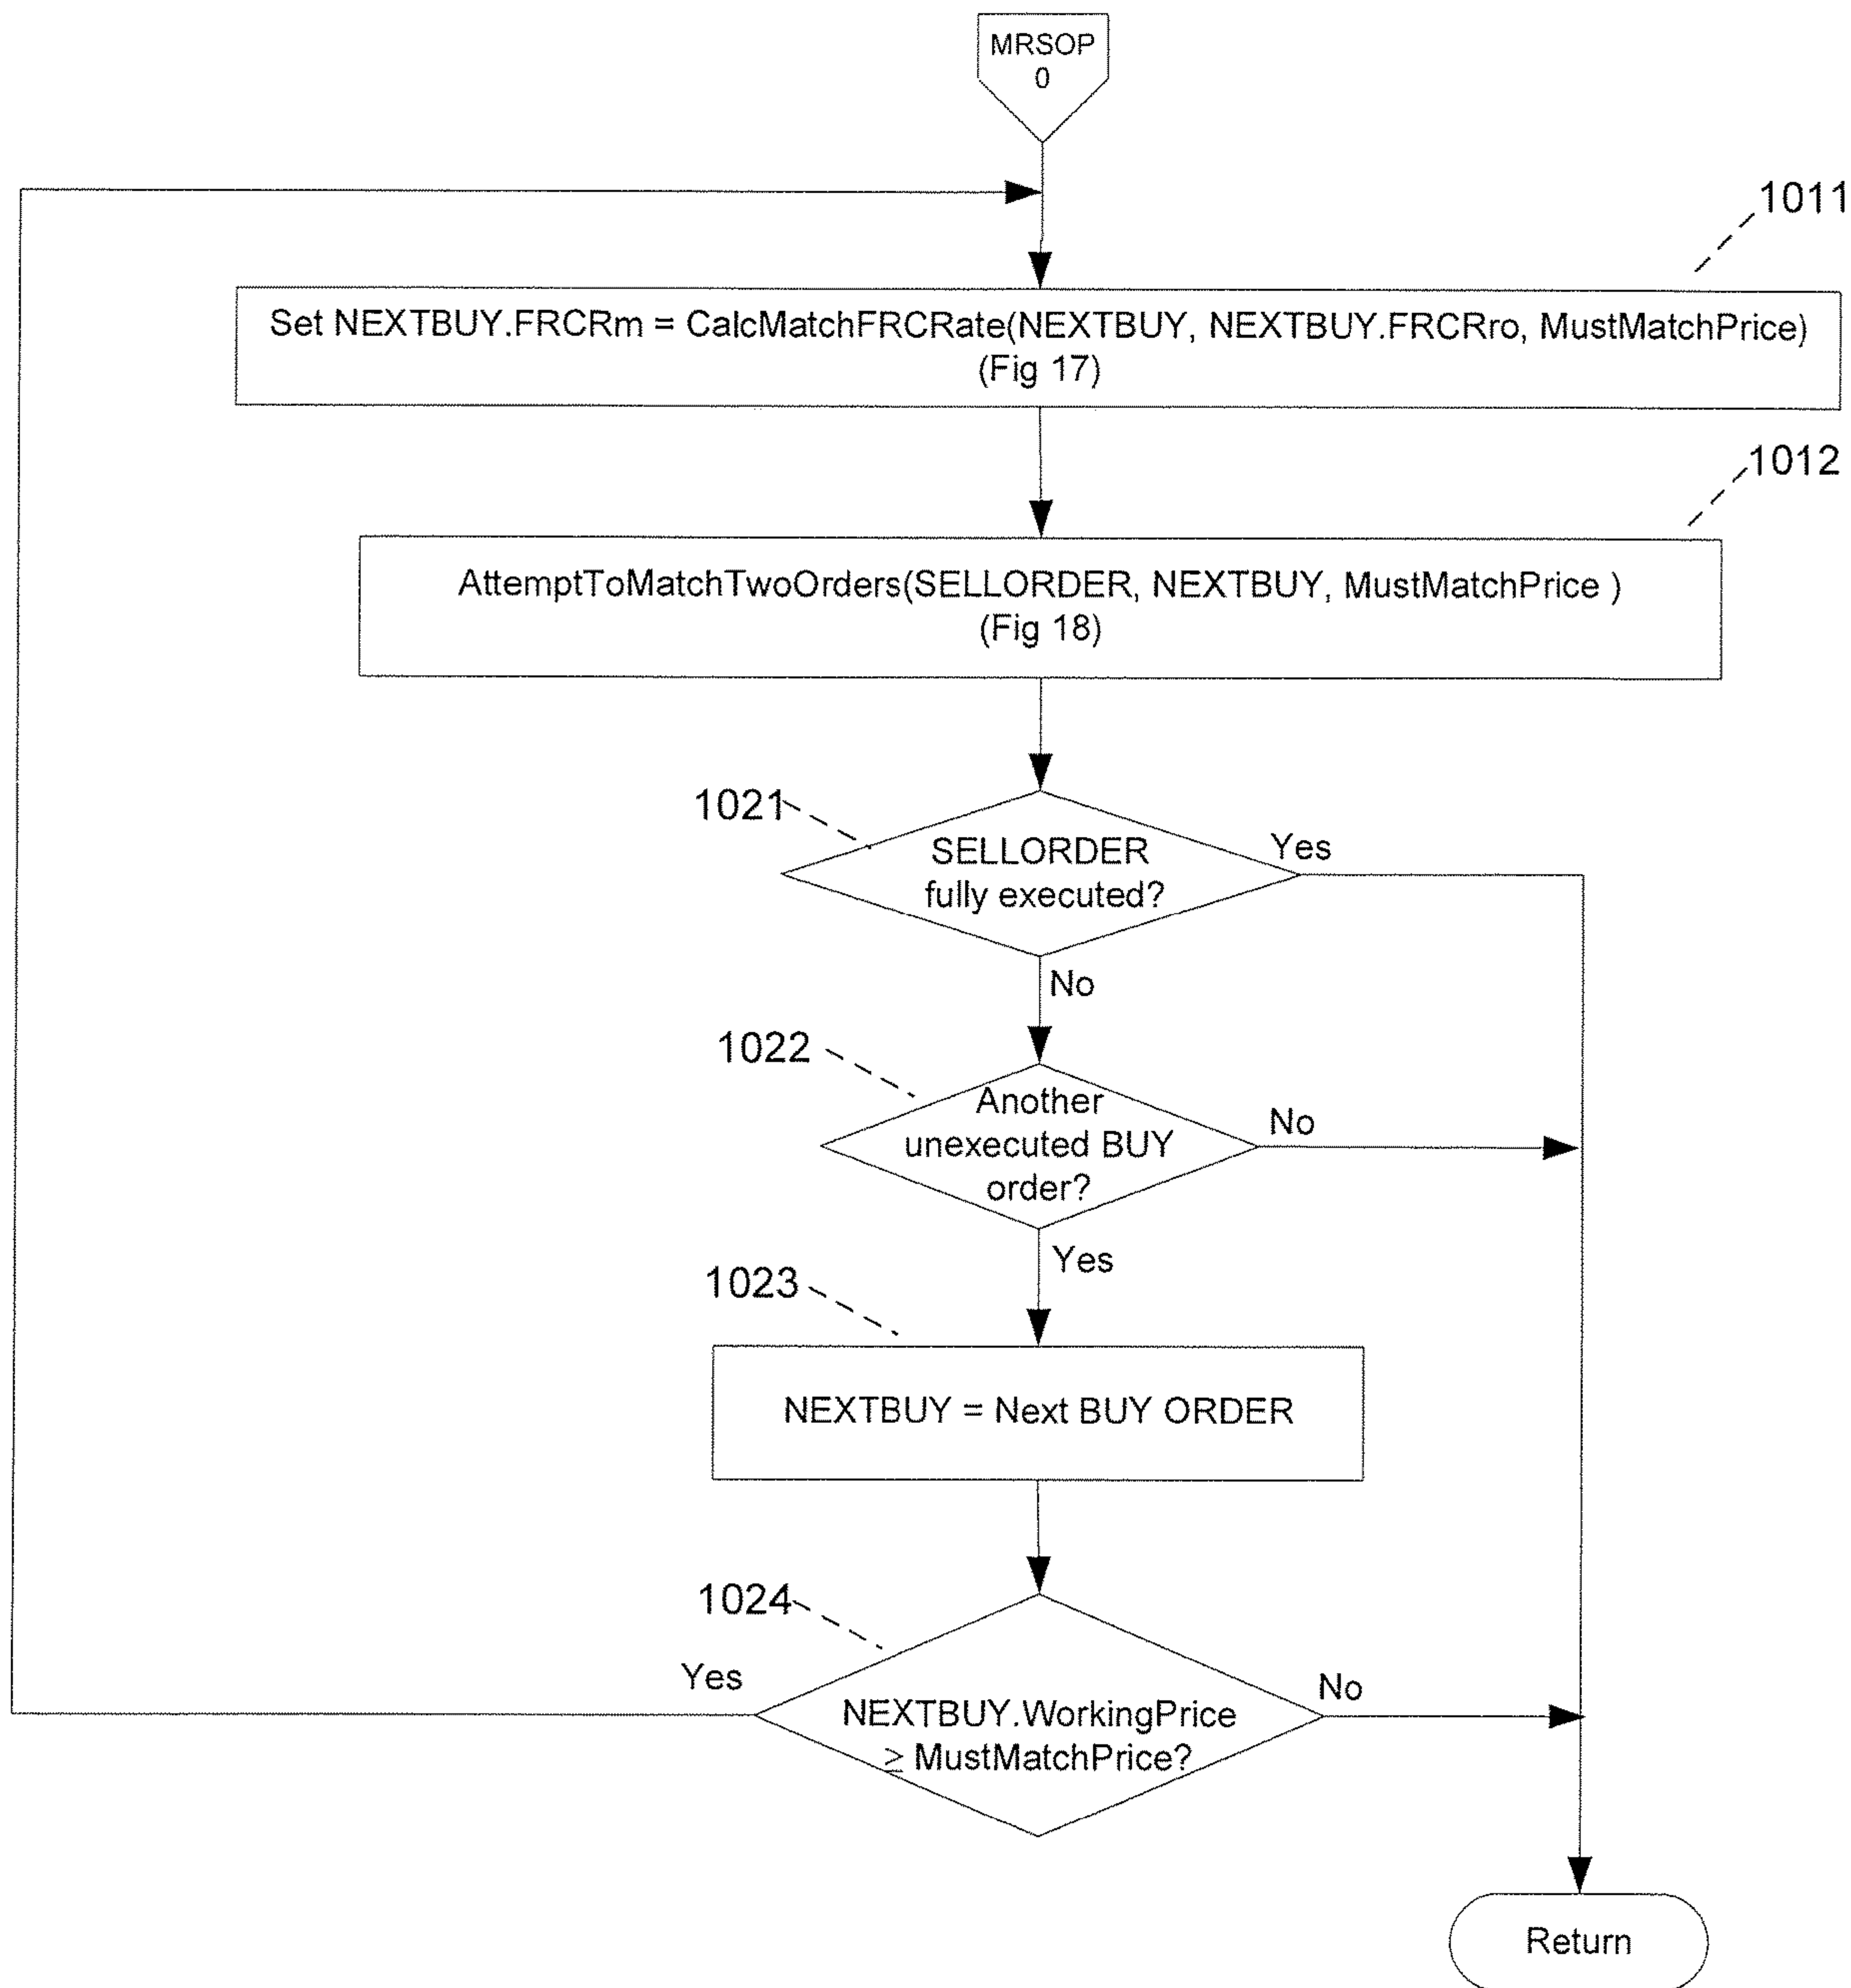 MRSOP
0
1011
Set NEXTBUY.FRCRm = CalcMatchFRCRate(NEXTBUY, NEXTBUY.FRCRro, MustMatchPrice)
(Fig 17)
1012
AttemptToMatchTwoOrders(SELLORDER, NEXTBUY, MustMatchPrice )
(Fig 18)
1021
SELLORDER
fully executed?
Yes
No
1022
Another
unexecuted BUY
order?
No
Yes
1023
NEXTBUY = Next BUY ORDER
1024
Yes
NEXTBUY.WorkingPrice
≥ MustMatchPrice?
No
Return